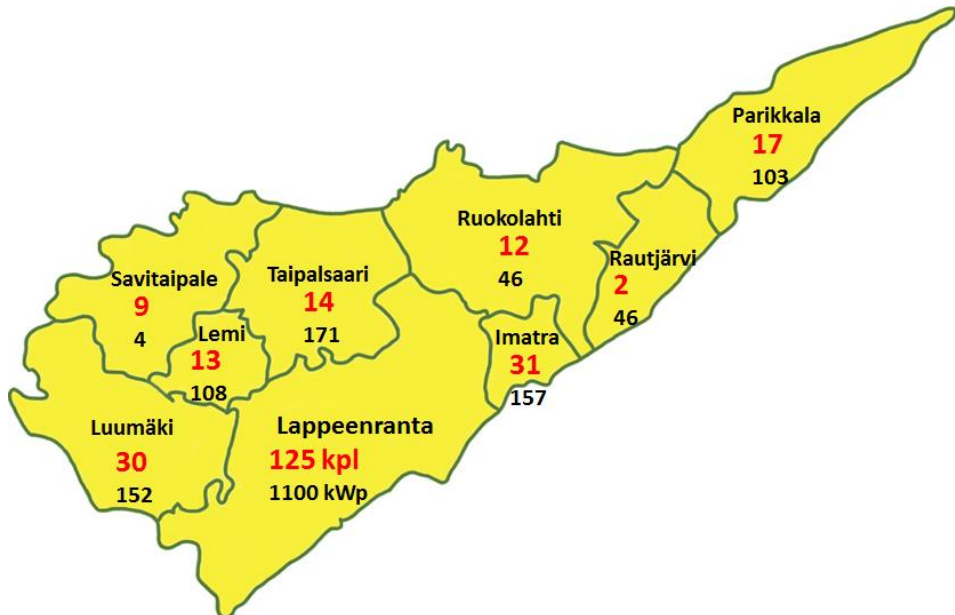 Parikkala
17
103
Ruokolahti
12
46
Rautjärvi
2
46
Savitaipale
9
4
Taipalsaari
14
171
Lemi
13
108
Imatra
31
157
Luumäki
30
152
Lappeenranta
125 kpl
1100 kWp